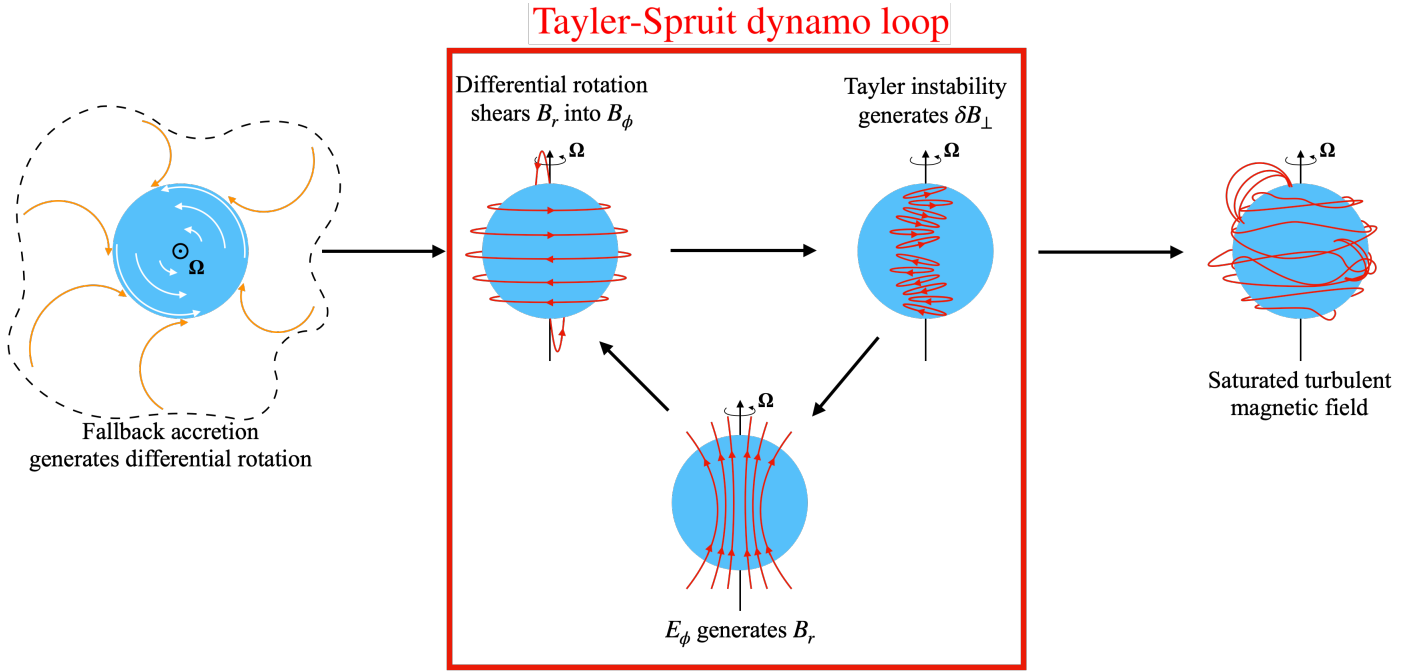 Tayler-Spruit dynamo loop
Differential rotation
shears B_r into B_ϕ
Tayler instability
generates δB_⊥
Ω
Ω
Ω
Ω
Ω
Fallback accretion
generates differential rotation
E_ϕ generates B_r
Saturated turbulent
magnetic field